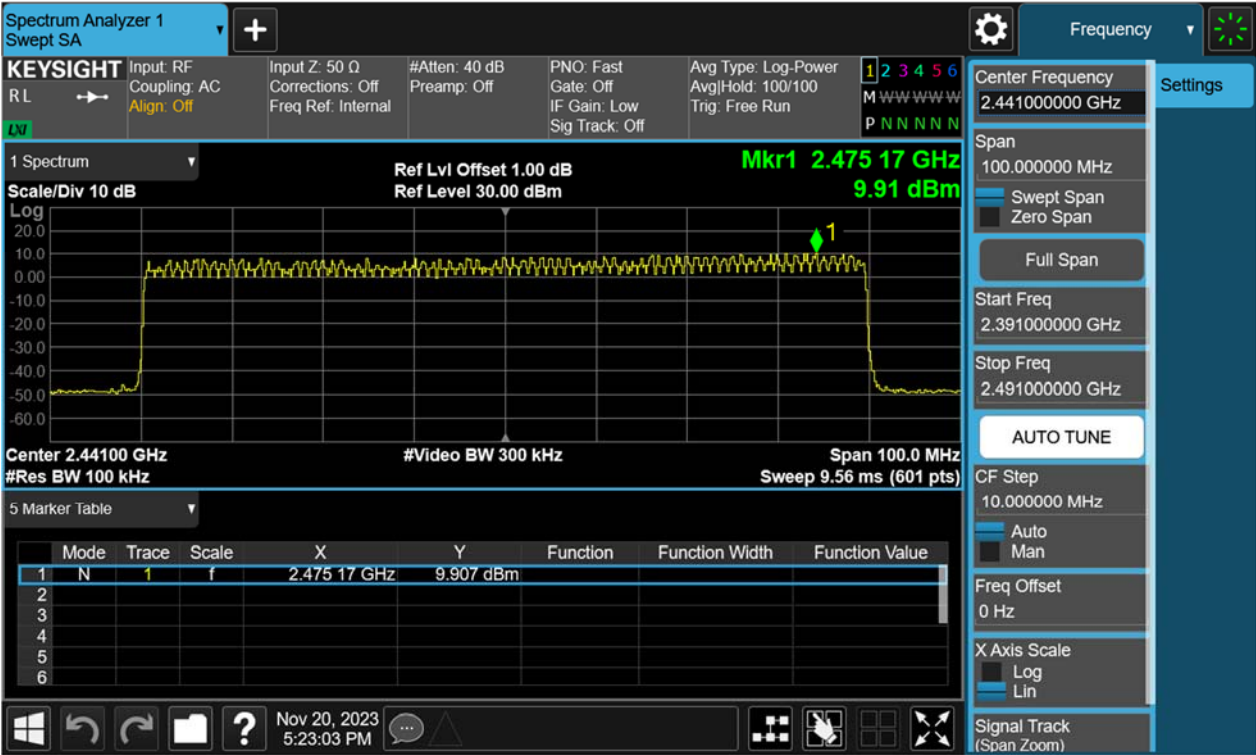 Spectrum Analyzer 1
Swept SA
Frequency
KEYSIGHT
R L
LXI
Input: RF
Coupling: AC
Align: Off
Input Z: 50 Ω
Corrections: Off
Freq Ref: Internal
#Atten: 40 dB
Preamp: Off
PNO: Fast
Gate: Off
IF Gain: Low
Sig Track: Off
Avg Type: Log-Power
Avg|Hold: 100/100
Trig: Free Run
1 2 3 4 5 6
M W W W W W
P N N N N N
Center Frequency
2.441000000 GHz
Settings
Span
100.000000 MHz
Swept Span
Zero Span
Full Span
Start Freq
2.391000000 GHz
Stop Freq
2.491000000 GHz
AUTO TUNE
CF Step
10.000000 MHz
Auto
Man
Freq Offset
0 Hz
X Axis Scale
Log
Lin
Signal Track
(Span Zoom)
1 Spectrum
Scale/Div 10 dB
Ref Lvl Offset 1.00 dB
Ref Level 30.00 dBm
Mkr1 2.475 17 GHz
9.91 dBm
Log
20.0
10.0
0.00
-10.0
-20.0
-30.0
-40.0
-50.0
-60.0
1
Center 2.44100 GHz
#Video BW 300 kHz
Span 100.0 MHz
#Res BW 100 kHz
Sweep 9.56 ms (601 pts)
5 Marker Table
Mode Trace Scale X Y Function Function Width Function Value
1 N 1 f 2.475 17 GHz 9.907 dBm
2
3
4
5
6
?
Nov 20, 2023
5:23:03 PM